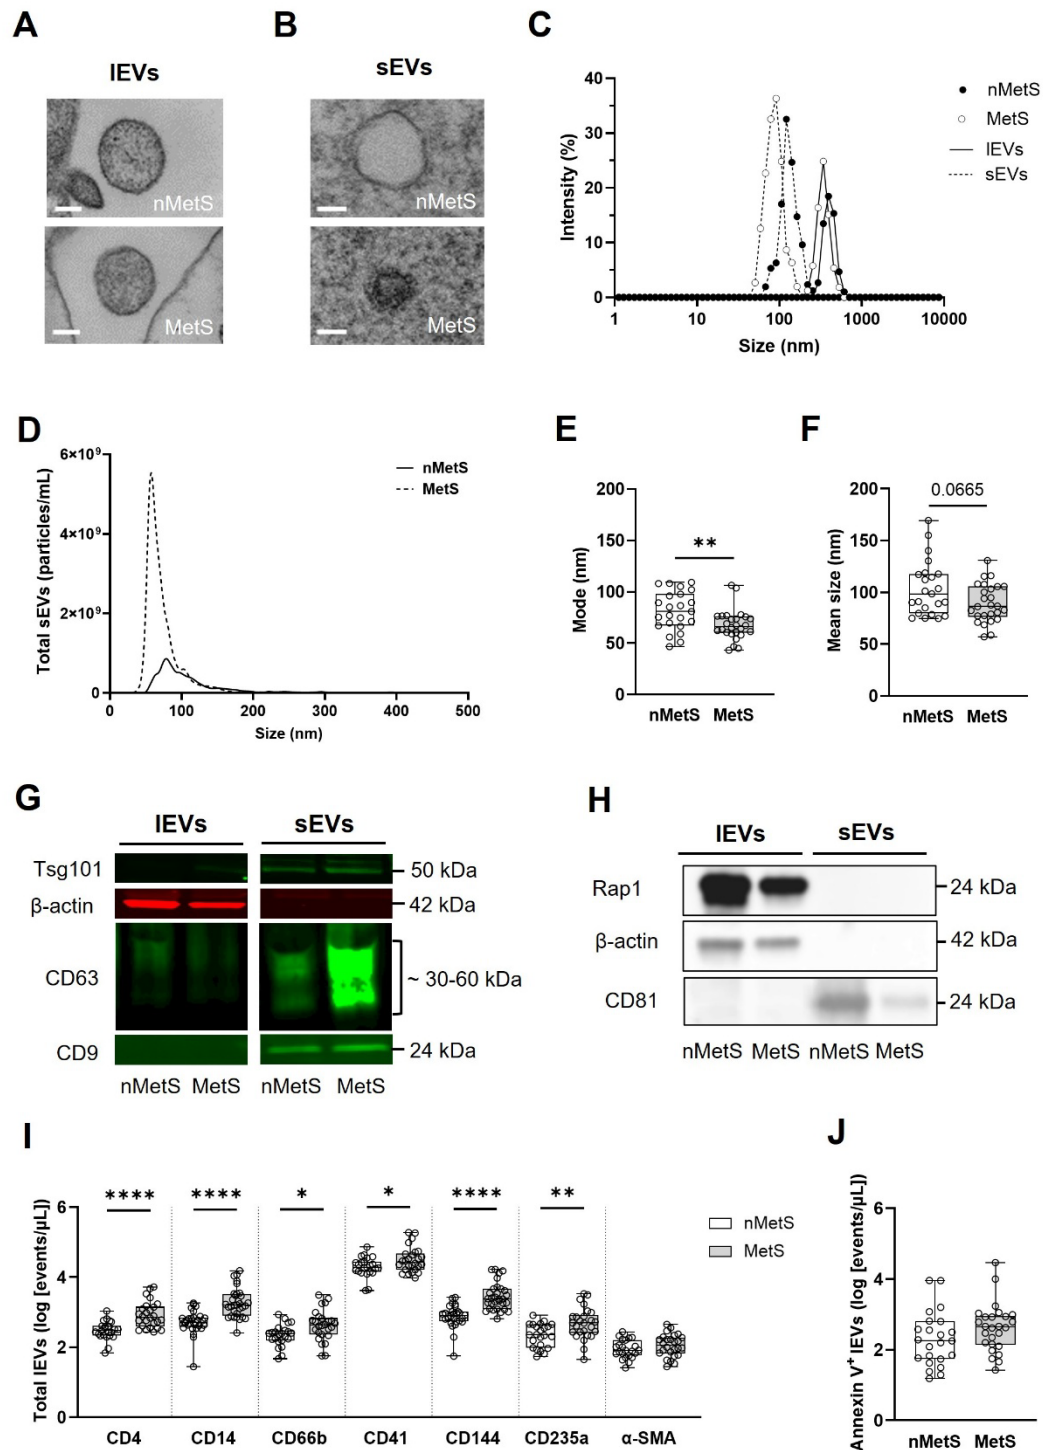 A
B
C
lEVs
sEVs
nMetS
MetS
nMetS
MetS
Intensity (%)
40
30
20
10
0
1
10
100
1000
10000
Size (nm)
nMetS
MetS
lEVs
sEVs
D
Total sEVs (particles/mL)
6×10⁹
4×10⁹
2×10⁹
0
0
100
200
300
400
500
Size (nm)
nMetS
MetS
E
Mode (nm)
200
150
100
50
0
**
nMetS
MetS
F
Mean size (nm)
200
150
100
50
0
0.0665
nMetS
MetS
G
lEVs
sEVs
Tsg101
50 kDa
β-actin
42 kDa
CD63
~ 30-60 kDa
CD9
24 kDa
nMetS MetS nMetS MetS
H
lEVs
sEVs
Rap1
24 kDa
β-actin
42 kDa
CD81
24 kDa
nMetS MetS nMetS MetS
I
Total lEVs (log [events/µL])
6
4
2
0
**** **** * * **** **
CD4 CD14 CD66b CD41 CD144 CD235a α-SMA
nMetS
MetS
J
Annexin V⁺ lEVs (log [events/µL])
6
4
2
0
nMetS
MetS